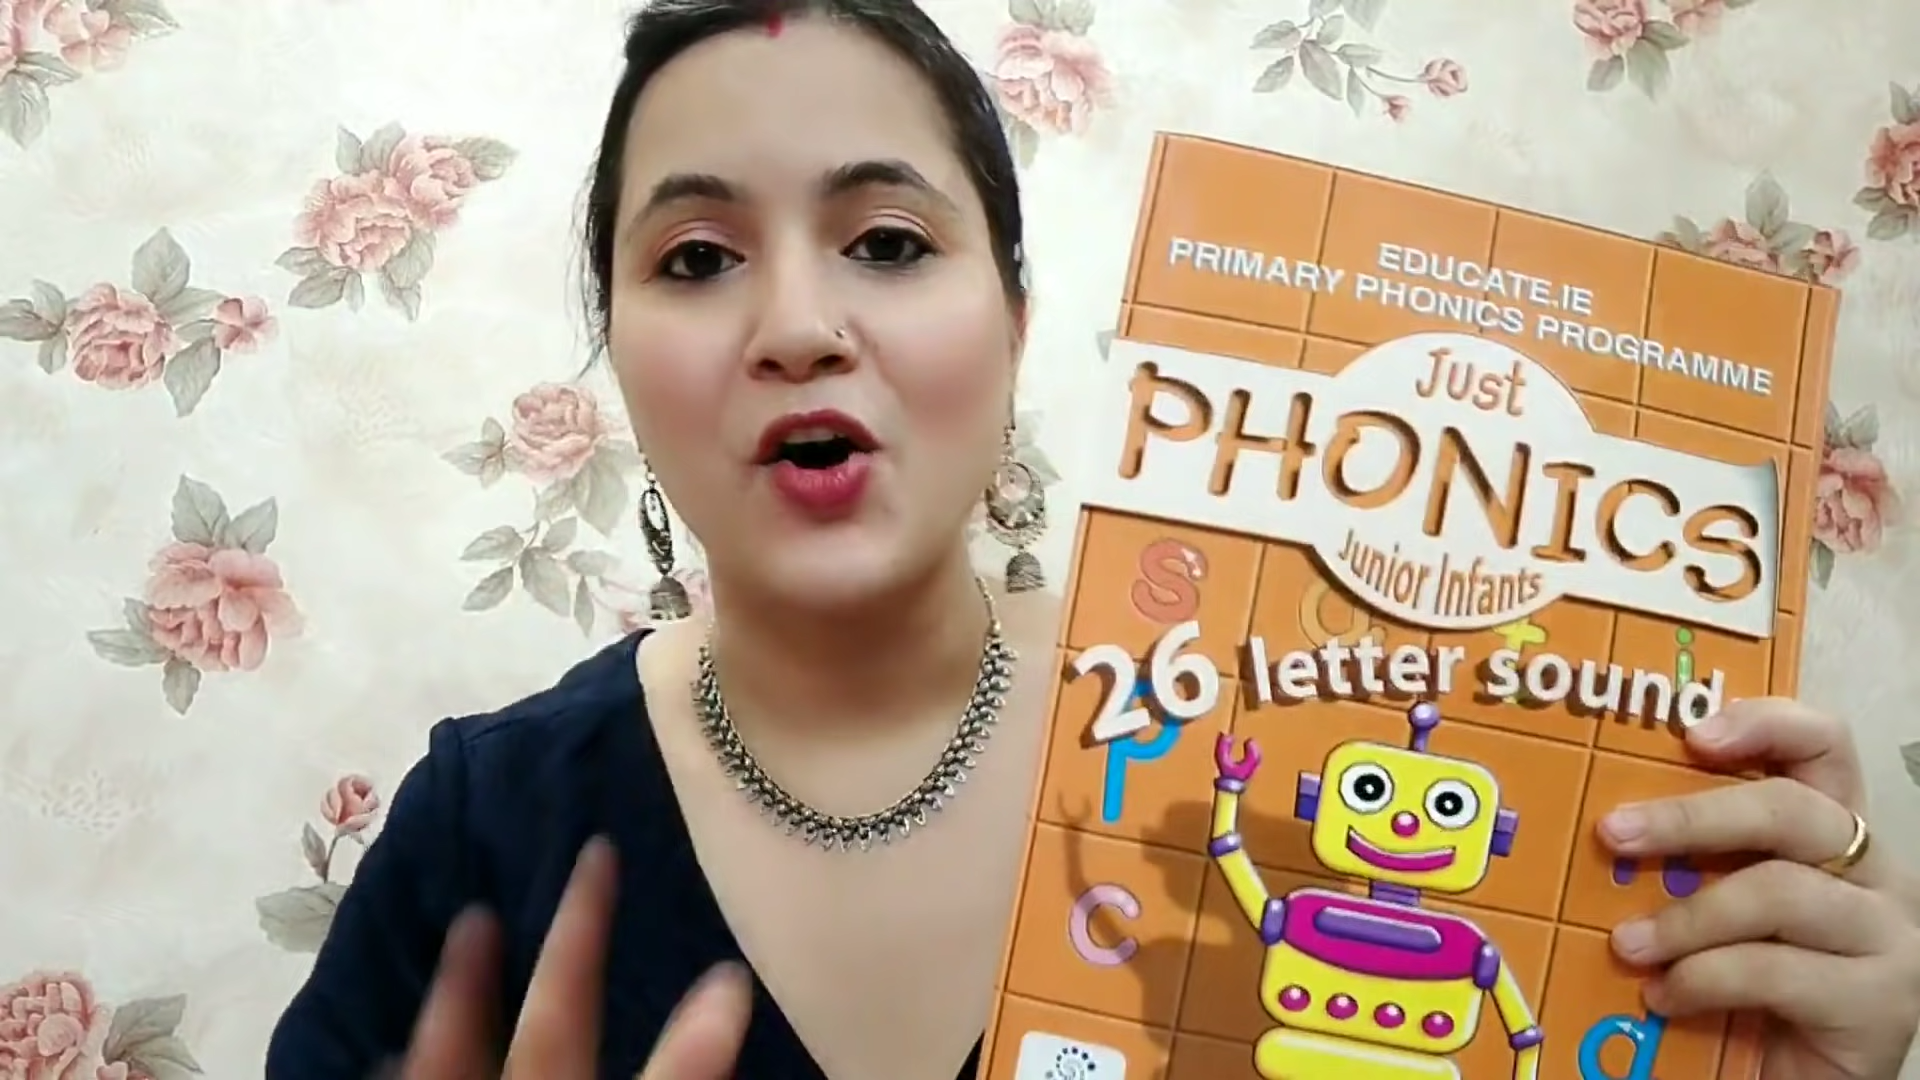 EDUCATE.IE
PRIMARY PHONICS PROGRAMME
Just
PHONICS
Junior Infants
26 letter sound
s a t i
p
c
d